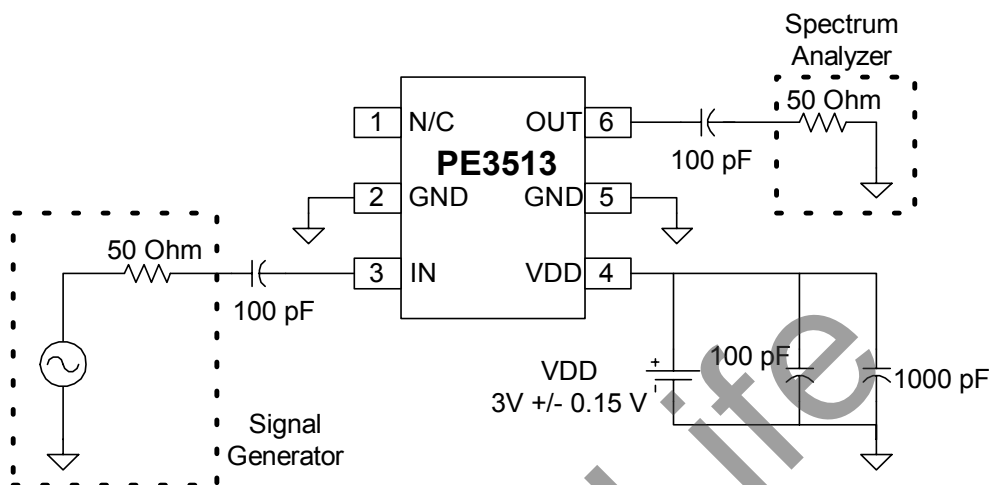 Spectrum
Analyzer
50 Ohm
1 N/C OUT 6
PE3513
100 pF
2 GND GND 5
50 Ohm
3 IN VDD 4
100 pF
VDD
3V +/- 0.15 V
+
-
100 pF
1000 pF
Signal
Generator
life